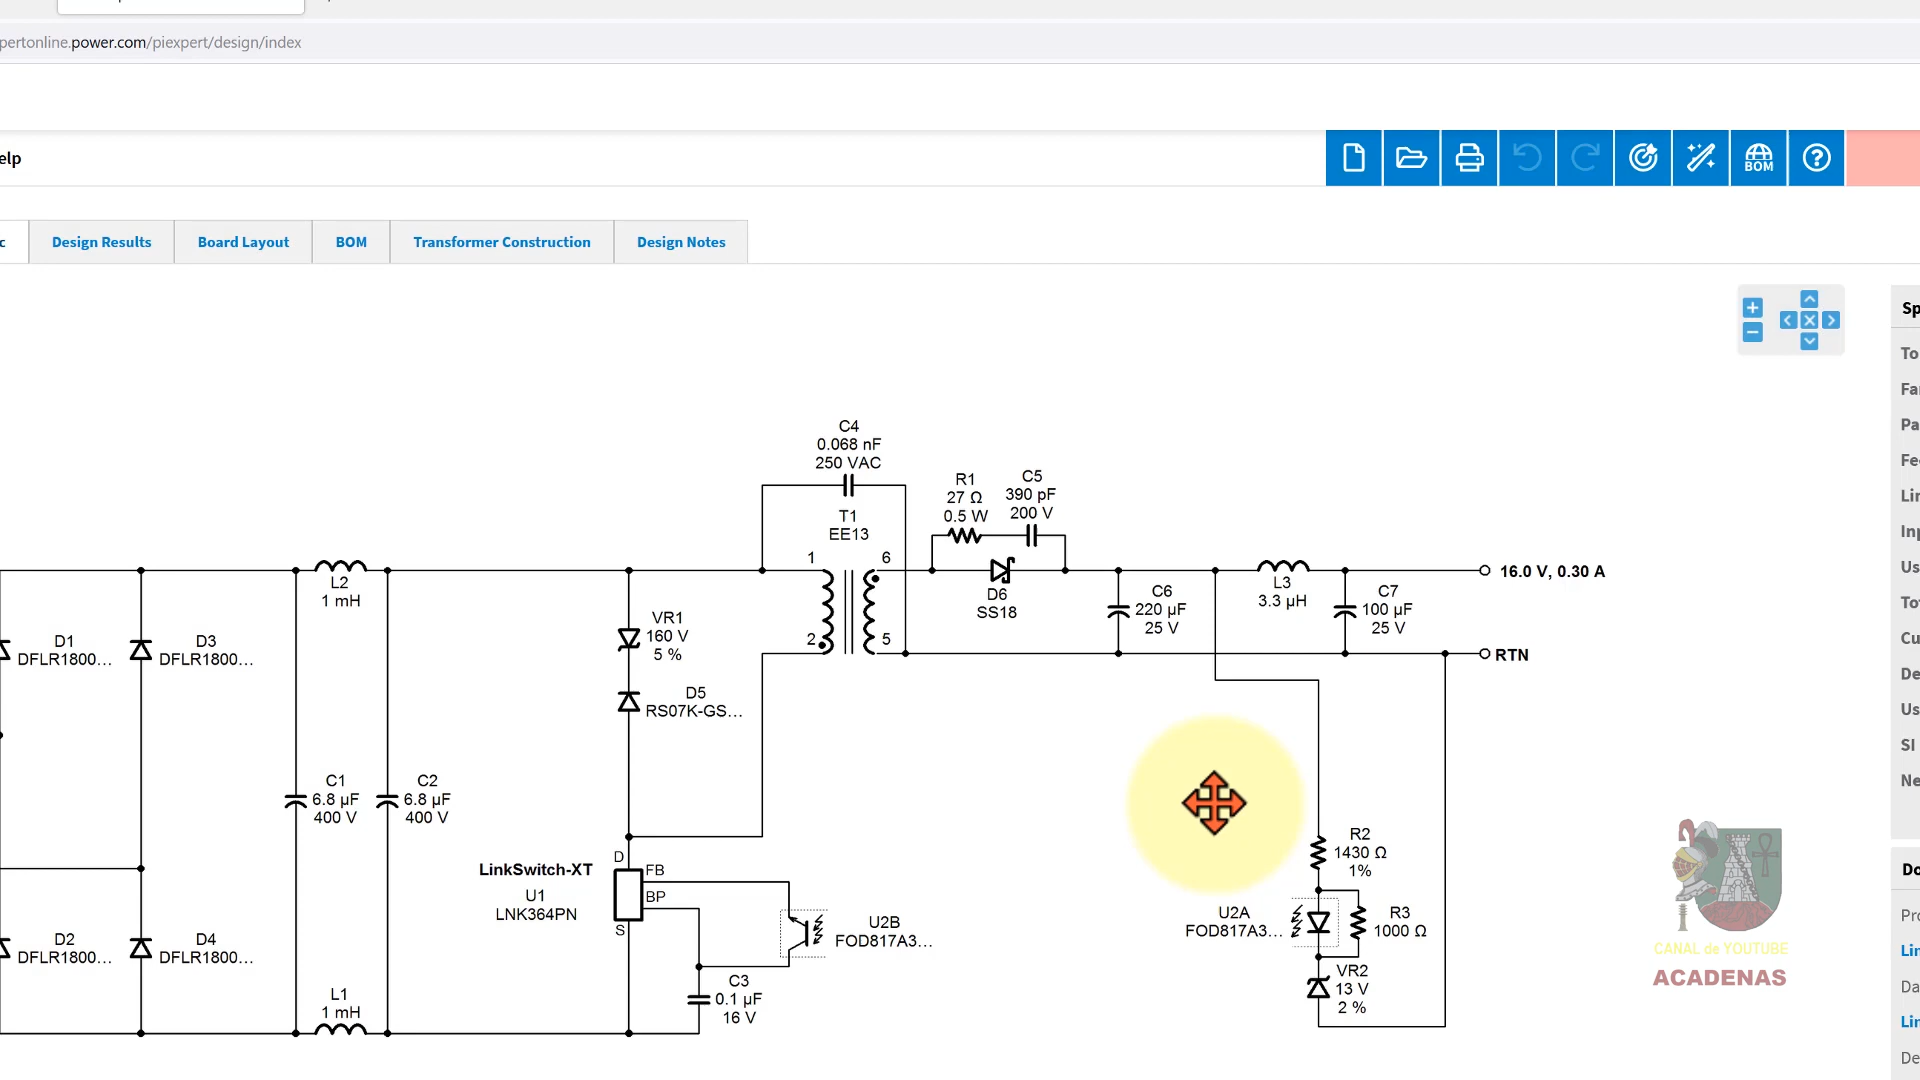 pertonline.power.com/piexpert/design/index
elp
BOM
c
Design Results
Board Layout
BOM
Transformer Construction
Design Notes
Sp
To
Fa
Pa
Fe
Lir
Inp
Us
To
Cu
De
Us
SI
Ne
C4
0.068 nF
250 VAC
T1
EE13
R1
27 Ω
0.5 W
C5
390 pF
200 V
1
6
2
5
D6
SS18
C6
220 µF
25 V
L3
3.3 µH
C7
100 µF
25 V
16.0 V, 0.30 A
RTN
L2
1 mH
VR1
160 V
5 %
D1
DFLR1800...
D3
DFLR1800...
D5
RS07K-GS...
C1
6.8 µF
400 V
C2
6.8 µF
400 V
LinkSwitch-XT
U1
LNK364PN
D
FB
BP
S
U2B
FOD817A3...
R2
1430 Ω
1%
U2A
FOD817A3...
R3
1000 Ω
VR2
13 V
2 %
D2
DFLR1800...
D4
DFLR1800...
L1
1 mH
C3
0.1 µF
16 V
CANAL de YOUTUBE
ACADENAS
Do
Pro
Lin
Da
Lin
De